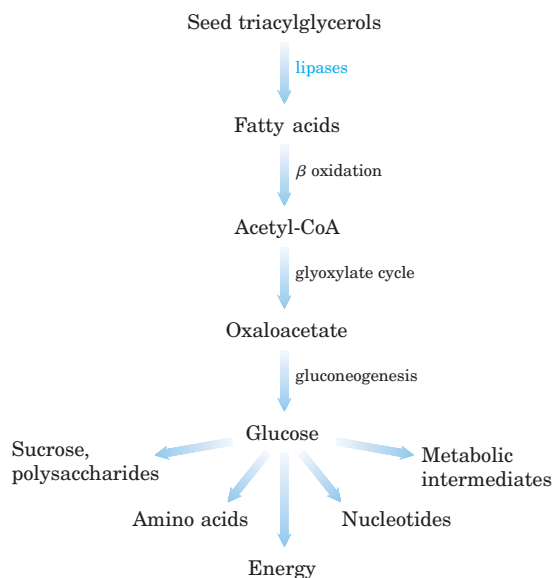 Seed triacylglycerols
lipases
Fatty acids
β oxidation
Acetyl-CoA
glyoxylate cycle
Oxaloacetate
gluconeogenesis
Glucose
Sucrose,
polysaccharides
Metabolic
intermediates
Amino acids
Nucleotides
Energy